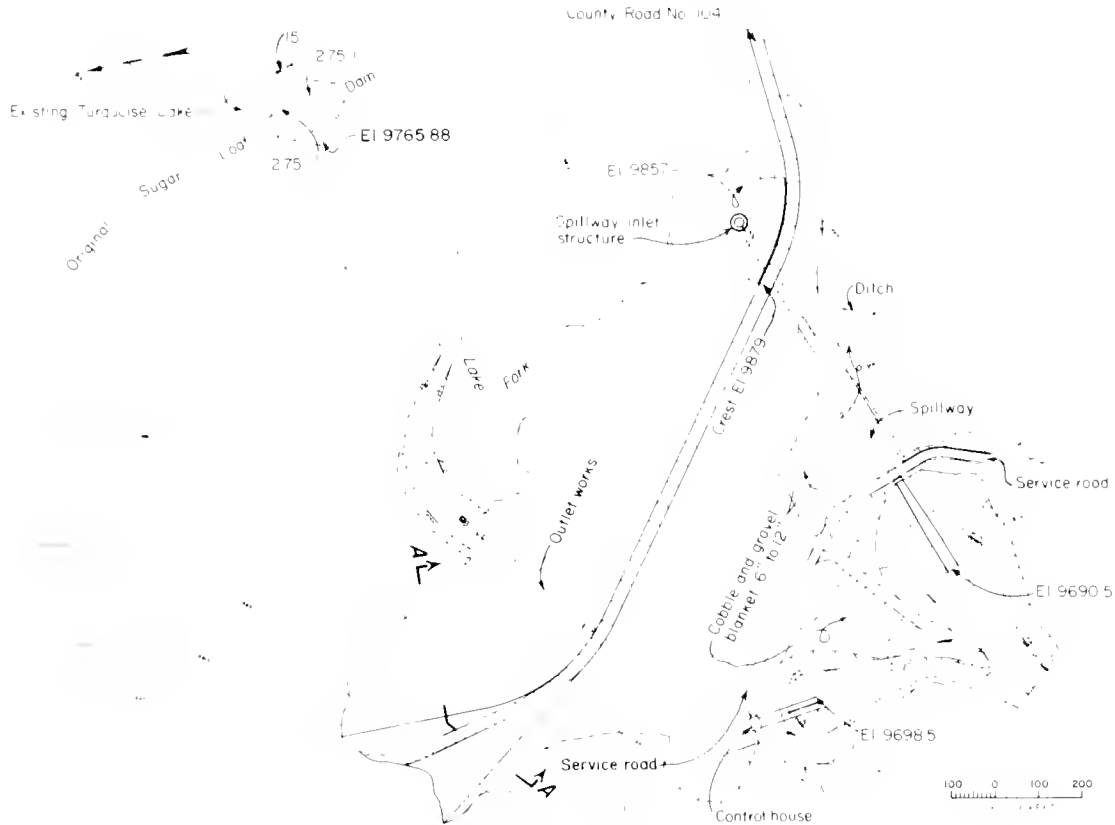 County Road No. 104
15
275
Dam
Existing Turquoise Lake
El 9765.88
Loaf
275
Sugar
Original
El. 9857
Spillway inlet
structure
Ditch
Crest El 9879
Lake Fork
Spillway
Service road
Outlet works
A
Cobble and gravel
blanket 6" to 12"
El 9690.5
El 9698.5
Service road
A
Control house
100 0 100 200